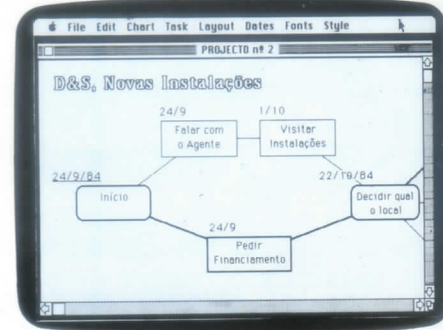 File Edit Chart Task Layout Dates Fonts Style
PROJECTO nº 2
D&S, Novas Instalações
24/9
Falar com
o Agente
1/10
Visitar
Instalações
24/9/84
Início
22/10/84
Decidir qual
o local
24/9
Pedir
Financiamento